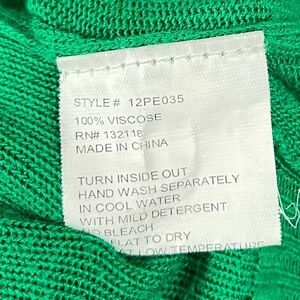 STYLE # 12PE035
100% VISCOSE
RN# 132118
MADE IN CHINA
TURN INSIDE OUT
HAND WASH SEPARATELY
IN COOL WATER
WITH MILD DETERGENT
BLEACH
FLAT TO DRY
AT LOW TEMPERATURE